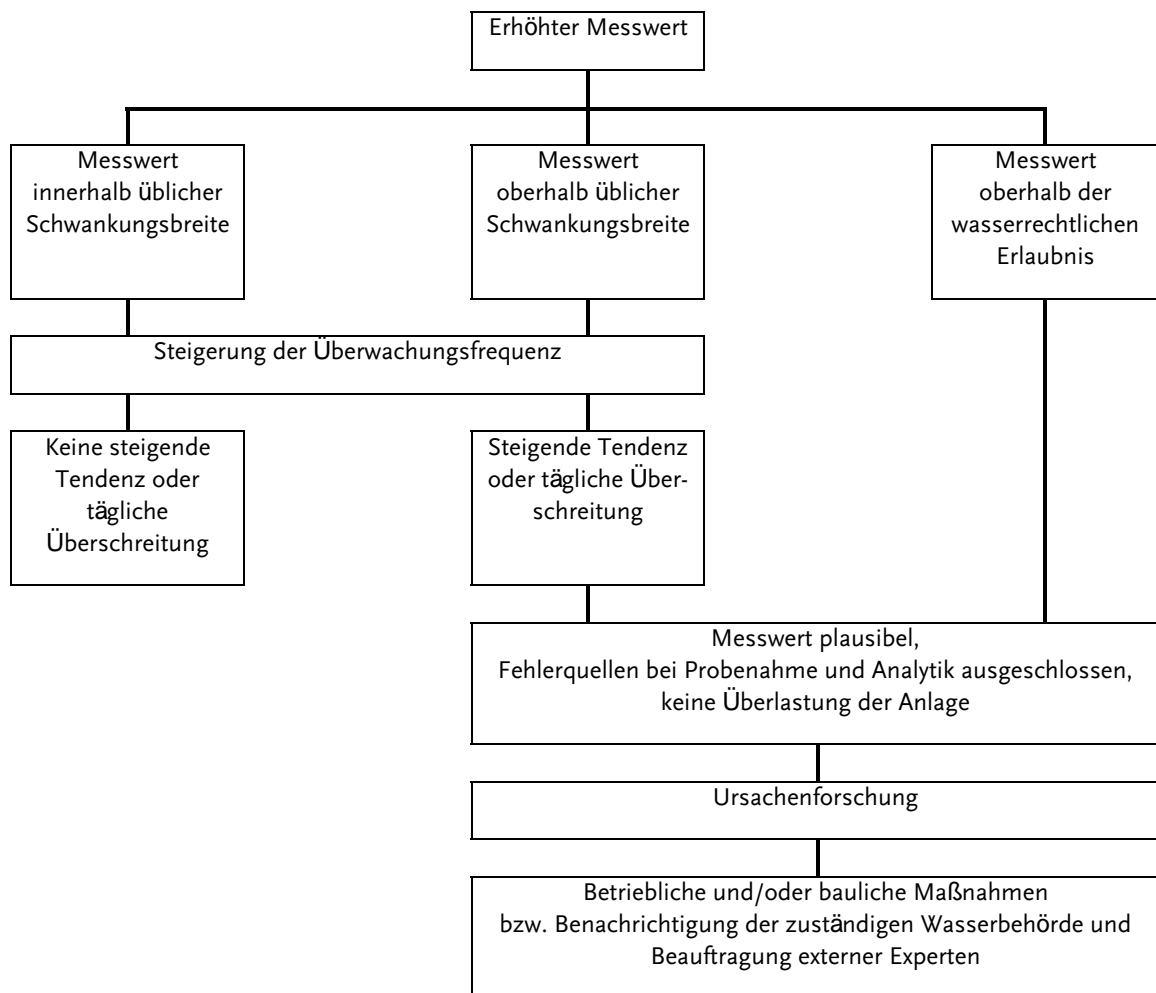 Erhöhter Messwert
Messwert
innerhalb üblicher
Schwankungsbreite
Messwert
oberhalb üblicher
Schwankungsbreite
Messwert
oberhalb der
wasserrechtlichen
Erlaubnis
Steigerung der Überwachungsfrequenz
Keine steigende
Tendenz oder
tägliche
Überschreitung
Steigende Tendenz
oder tägliche Über-
schreitung
Messwert plausibel,
Fehlerquellen bei Probenahme und Analytik ausgeschlossen,
keine Überlastung der Anlage
Ursachenforschung
Betriebliche und/oder bauliche Maßnahmen
bzw. Benachrichtigung der zuständigen Wasserbehörde und
Beauftragung externer Experten